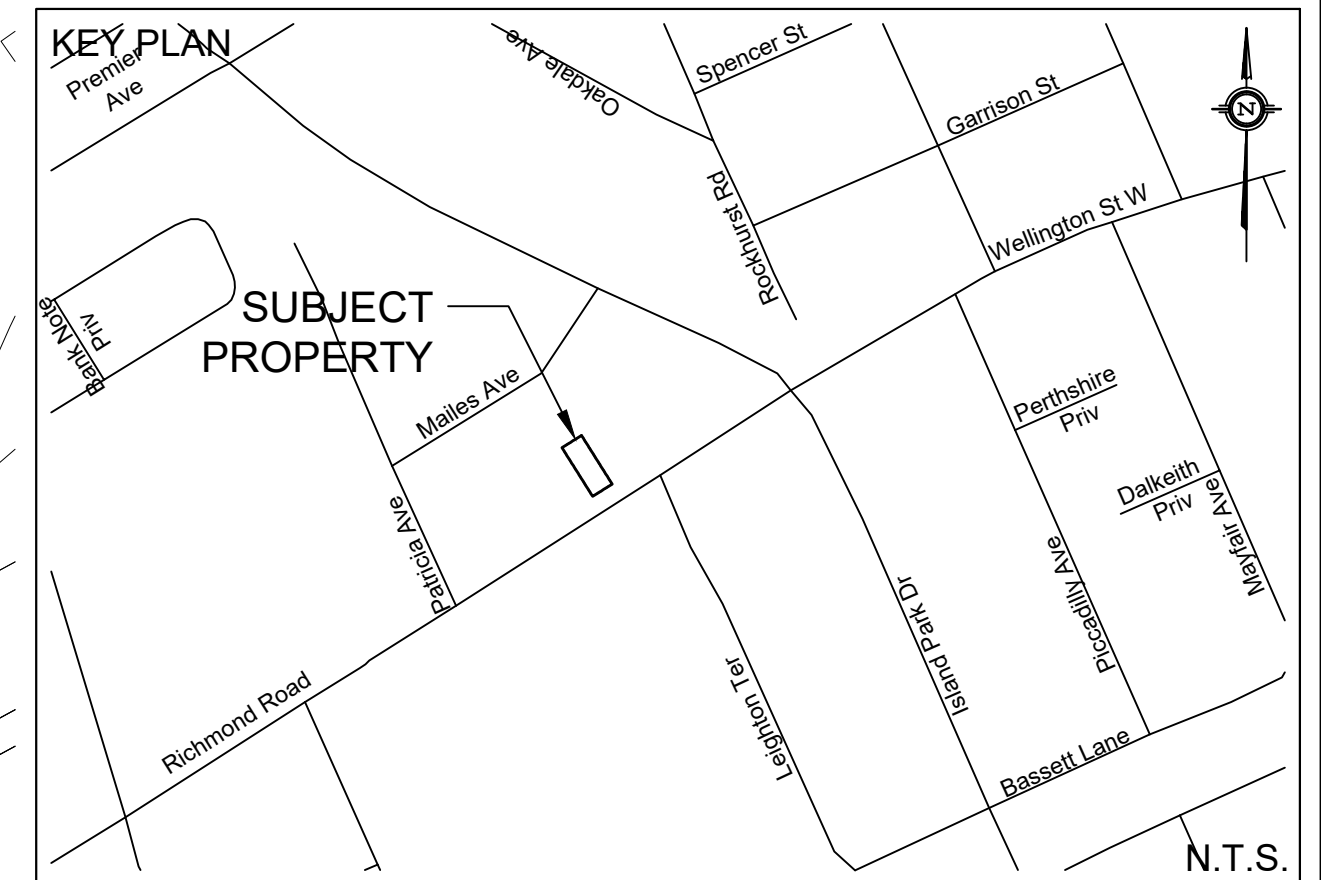 KEY PLAN
Premier
Ave
Oakdale Ave
Spencer St
Garrison St
N
Rockhurst Rd
Wellington St W
Bank Note
Priv
SUBJECT
PROPERTY
Mailes Ave
Perthshire
Priv
Dalkeith
Priv
Patricia Ave
Mayfair Ave
Piccadilly Ave
Island Park Dr
Leighton Ter
Richmond Road
Bassett Lane
N.T.S.